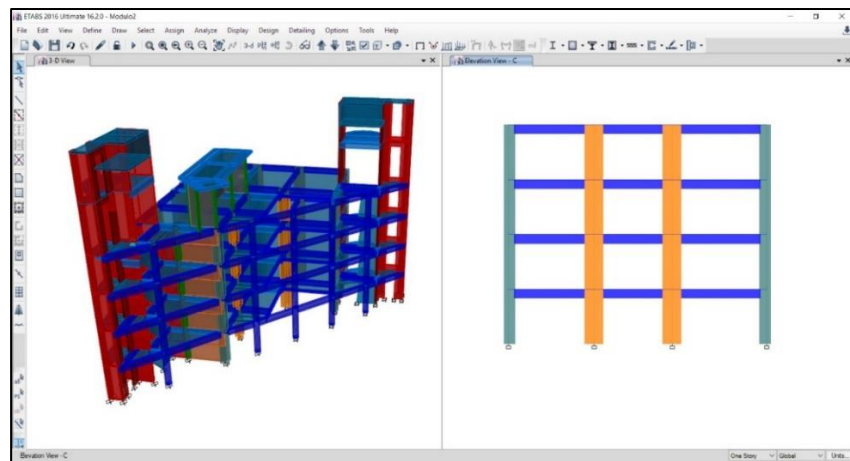 ETABS 2016 Ultimate 16.2.0 - Modulo2
File Edit View Define Draw Select Assign Analyze Display Design Detailing Options Tools Help
3-D View
Elevation View - C
Elevation View - C
One Story Global Units...